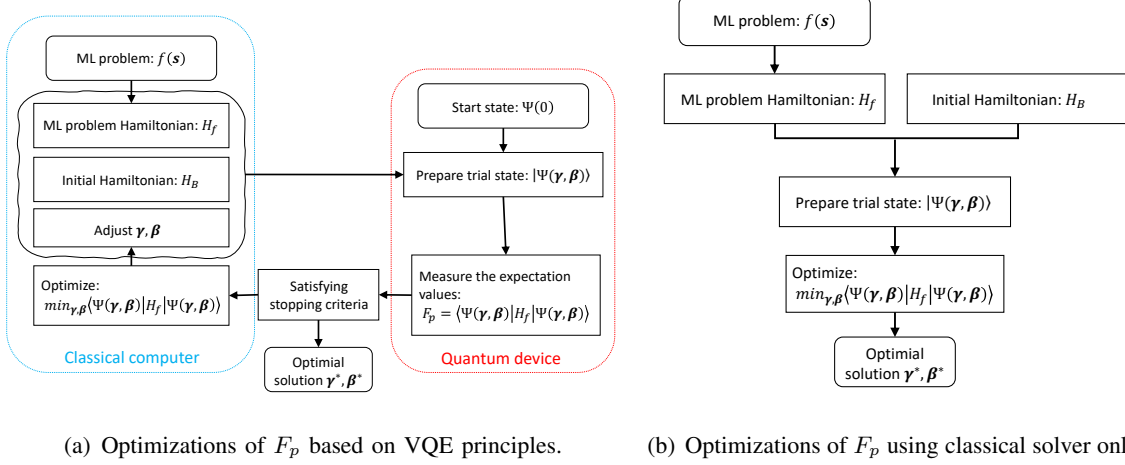 ML problem: f(s)
ML problem Hamiltonian: H_f
Initial Hamiltonian: H_B
Adjust γ, β
Optimize:
min_{γ,β}⟨Ψ(γ, β)|H_f|Ψ(γ, β)⟩
Classical computer
Satisfying
stopping criteria
Optimial
solution γ*, β*
Start state: Ψ(0)
Prepare trial state: |Ψ(γ, β)⟩
Measure the expectation
values:
F_p = ⟨Ψ(γ, β)|H_f|Ψ(γ, β)⟩
Quantum device
(a) Optimizations of F_p based on VQE principles.
ML problem: f(s)
ML problem Hamiltonian: H_f
Initial Hamiltonian: H_B
Prepare trial state: |Ψ(γ, β)⟩
Optimize:
min_{γ,β}⟨Ψ(γ, β)|H_f|Ψ(γ, β)⟩
Optimial
solution γ*, β*
(b) Optimizations of F_p using classical solver onl